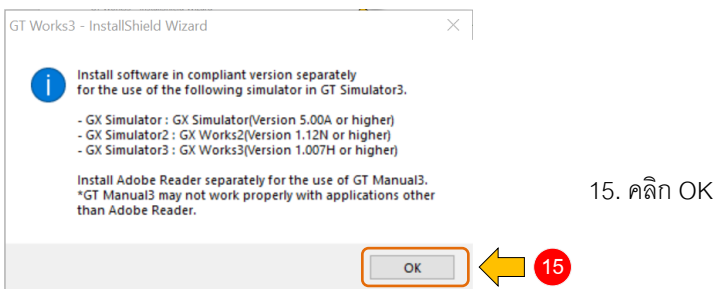 GT Works3 - InstallShield Wizard
Install software in compliant version separately
for the use of the following simulator in GT Simulator3.
- GX Simulator : GX Simulator(Version 5.00A or higher)
- GX Simulator2 : GX Works2(Version 1.12N or higher)
- GX Simulator3 : GX Works3(Version 1.007H or higher)
Install Adobe Reader separately for the use of GT Manual3.
*GT Manual3 may not work properly with applications other
than Adobe Reader.
15. คลิก OK
OK
15